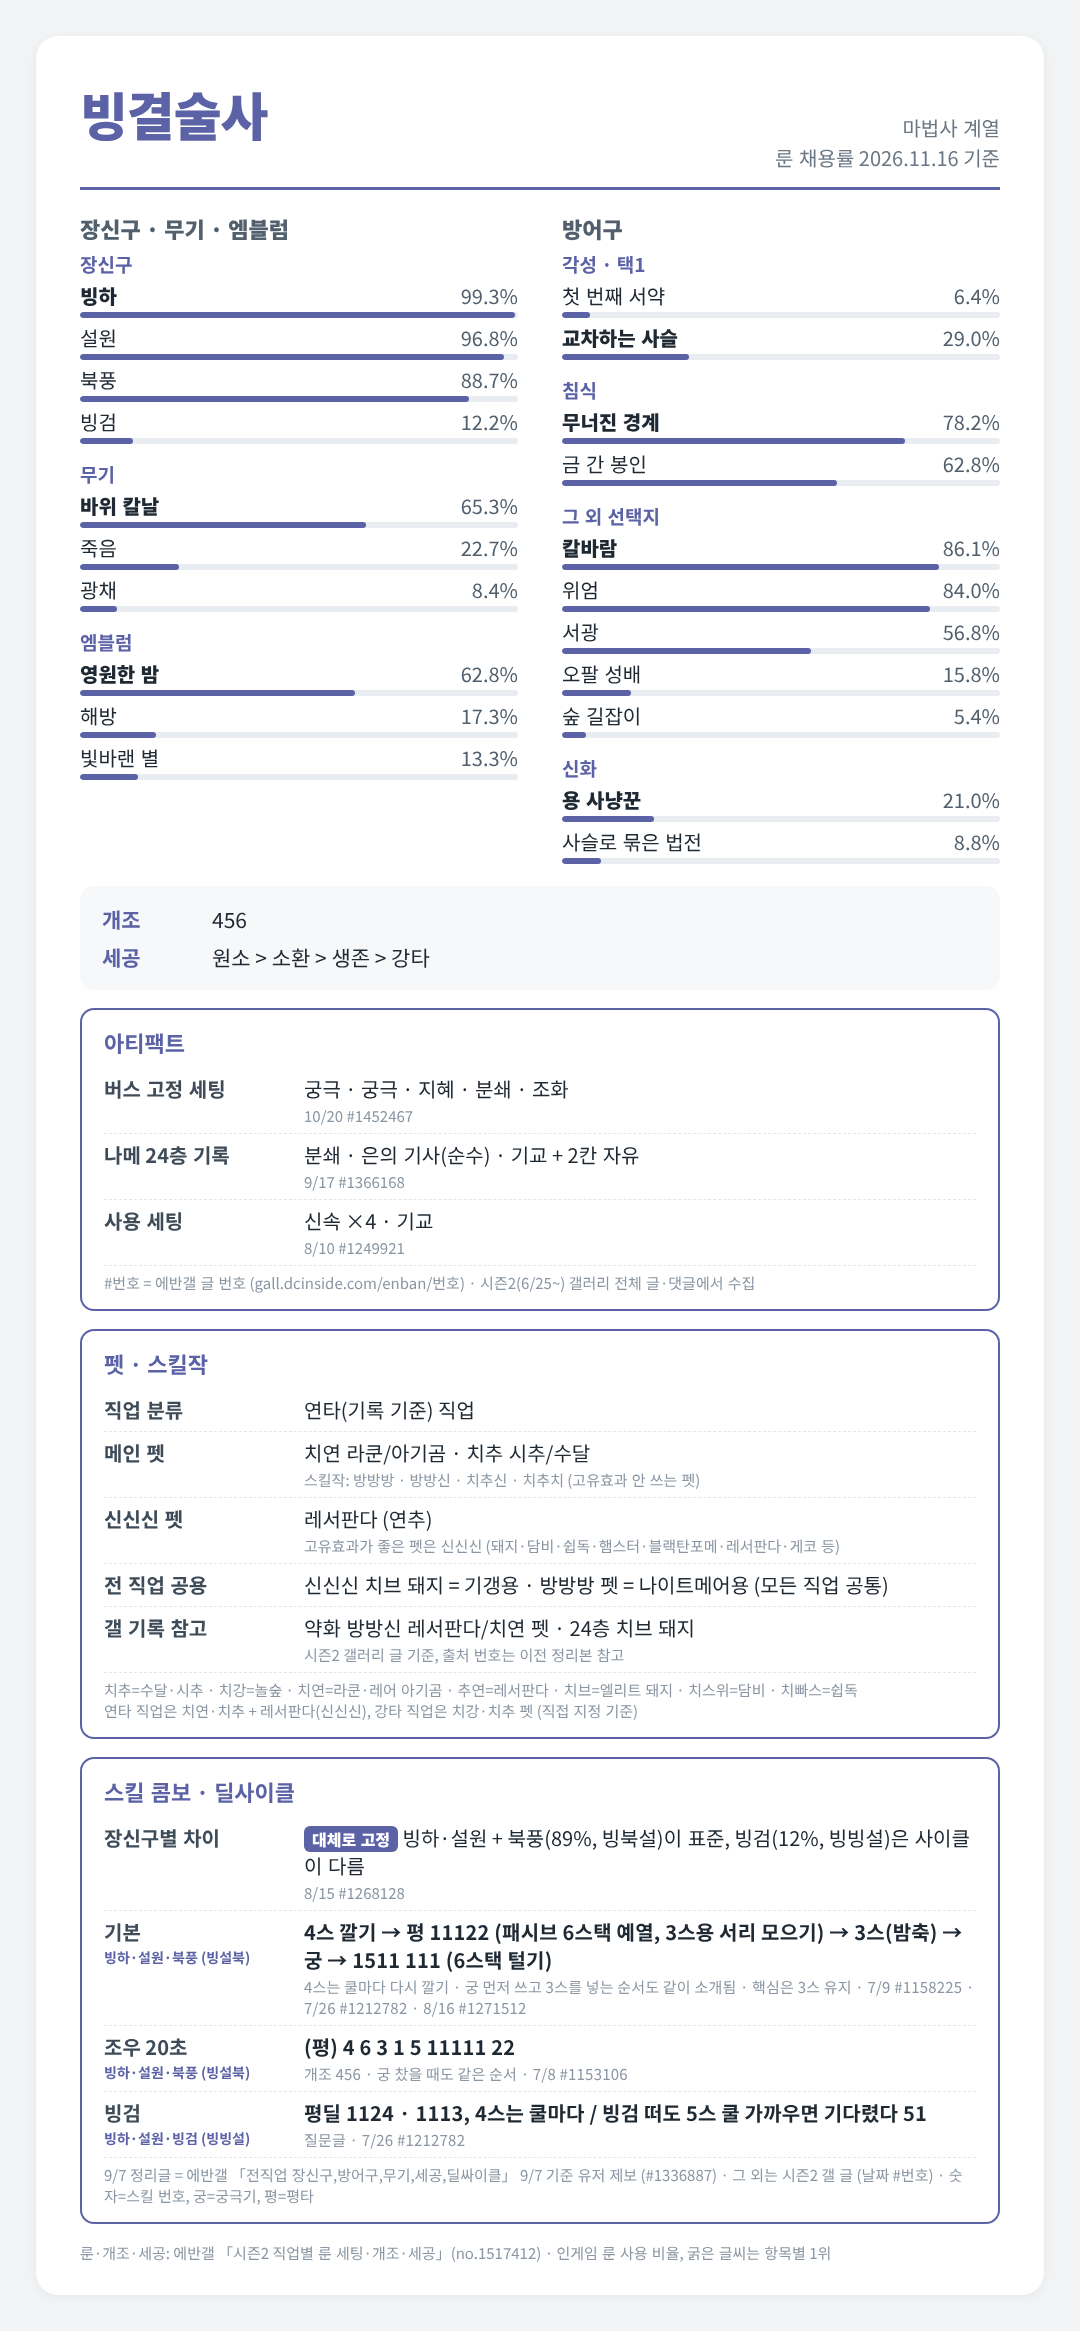 빙결술사
마법사 계열
룬 채용률 2026.11.16 기준
장신구 · 무기 · 엠블럼
장신구
빙하 99.3%
설원 96.8%
북풍 88.7%
빙검 12.2%
무기
바위 칼날 65.3%
죽음 22.7%
광채 8.4%
엠블럼
영원한 밤 62.8%
해방 17.3%
빛바랜 별 13.3%
방어구
각성 · 택1
첫 번째 서약 6.4%
교차하는 사슬 29.0%
침식
무너진 경계 78.2%
금 간 봉인 62.8%
그 외 선택지
칼바람 86.1%
위엄 84.0%
서광 56.8%
오팔 성배 15.8%
숲 길잡이 5.4%
신화
용 사냥꾼 21.0%
사슬로 묶은 법전 8.8%
개조 456
세공 원소 > 소환 > 생존 > 강타
아티팩트
버스 고정 세팅 궁극 · 궁극 · 지혜 · 분쇄 · 조화
10/20 #1452467
나메 24층 기록 분쇄 · 은의 기사(순수) · 기교 + 2칸 자유
9/17 #1366168
사용 세팅 신속 ×4 · 기교
8/10 #1249921
#번호 = 에반갤 글 번호 (gall.dcinside.com/enban/번호) · 시즌2(6/25~) 갤러리 전체 글·댓글에서 수집
펫 · 스킬작
직업 분류 연타(기록 기준) 직업
메인 펫 치연 라쿤/아기곰 · 치추 시추/수달
스킬작: 방방방 · 방방신 · 치추신 · 치추치 (고유효과 안 쓰는 펫)
신신신 펫 레서판다 (연추)
고유효과가 좋은 펫은 신신신 (돼지·담비·쉽독·햄스터·블랙탄포메·레서판다·게코 등)
전 직업 공용 신신신 치브 돼지 = 기갱용 · 방방방 펫 = 나이트메어용 (모든 직업 공통)
갤 기록 참고 약화 방방신 레서판다/치연 펫 · 24층 치브 돼지
시즌2 갤러리 글 기준, 출처 번호는 이전 정리본 참고
치추=수달·시추 · 치강=놀숲 · 치연=라쿤·레어 아기곰 · 추연=레서판다 · 치브=엘리트 돼지 · 치스위=담비 · 치빠스=쉽독
연타 직업은 치연·치추 + 레서판다(신신신), 강타 직업은 치강·치추 펫 (직접 지정 기준)
스킬 콤보 · 딜사이클
장신구별 차이 대체로 고정 빙하·설원 + 북풍(89%, 빙북설)이 표준, 빙검(12%, 빙빙설)은 사이클
이 다름
8/15 #1268128
기본 4스 깔기 → 평 11122 (패시브 6스택 예열, 3스용 서리 모으기) → 3스(밤축) →
빙하·설원·북풍 (빙설북) 궁 → 1511 111 (6스택 털기)
4스는 쿨마다 다시 깔기 · 궁 먼저 쓰고 3스를 넣는 순서도 같이 소개됨 · 핵심은 3스 유지 · 7/9 #1158225 ·
7/26 #1212782 · 8/16 #1271512
조우 20초 (평) 4 6 3 1 5 11111 22
빙하·설원·북풍 (빙설북) 개조 456 · 궁 찼을 때도 같은 순서 · 7/8 #1153106
빙검 평딜 1124 · 1113, 4스는 쿨마다 / 빙검 떠도 5스 쿨 가까우면 기다렸다 51
빙하·설원·빙검 (빙빙설) 질문글 · 7/26 #1212782
9/7 정리글 = 에반갤 「전직업 장신구,방어구,무기,세공,딜싸이클」 9/7 기준 유저 제보 (#1336887) · 그 외는 시즌2 갤 글 (날짜 #번호) · 숫
자=스킬 번호, 궁=궁극기, 평=평타
룬·개조·세공: 에반갤 「시즌2 직업별 룬 세팅·개조·세공」(no.1517412) · 인게임 룬 사용 비율, 굵은 글씨는 항목별 1위